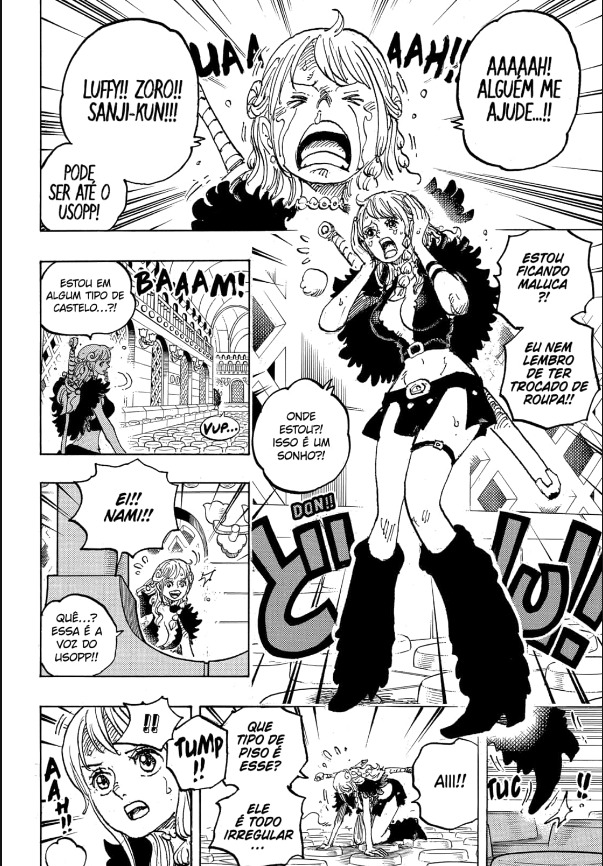 UAA
AAH!!
AAAAAH!
ALGUÉM ME
AJUDE...!!
LUFFY!! ZORO!!
SANJI-KUN!!!
PODE
SER ATÉ O
USOPP!
ESTOU
FICANDO
MALUCA
?!
EU NEM
LEMBRO
DE TER
TROCADO
DE
ROUPA!!
ONDE
ESTOU?!
ISSO É UM
SONHO?!
DON!!
ESTOU EM
ALGUM TIPO DE
CASTELO...?!
BAAAM!
VUP...
EI!!
NAMI!!
QUÊ...?
ESSA É A
VOZ DO
USOPP!!
TUC
AIII!!
QUE
TIPO DE
PISO É
ESSE?
ELE
É TODO
IRREGULAR
...
TUMP
!!
!!
AAH!!